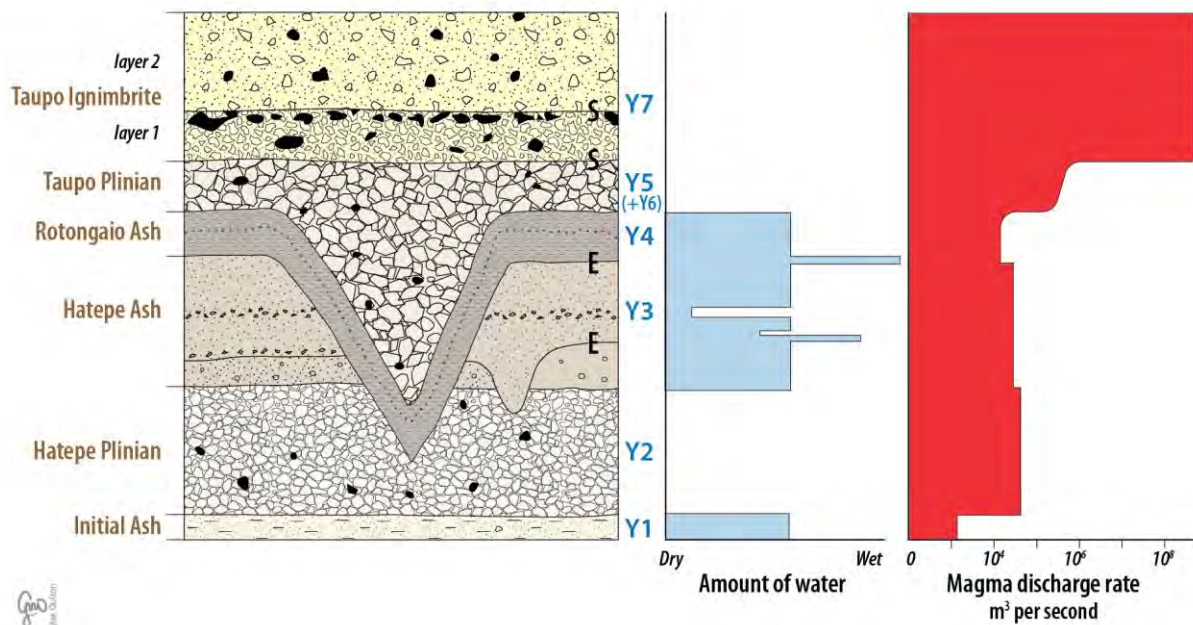 layer 2
Taupo Ignimbrite
layer 1
Taupo Plinian
Rotongaio Ash
Hatepe Ash
Hatepe Plinian
Initial Ash
S
S
E
E
Y7
Y5
(+Y6)
Y4
Y3
Y2
Y1
Dry Wet
Amount of water
0 10⁴ 10⁶ 10⁸
Magma discharge rate
m³ per second